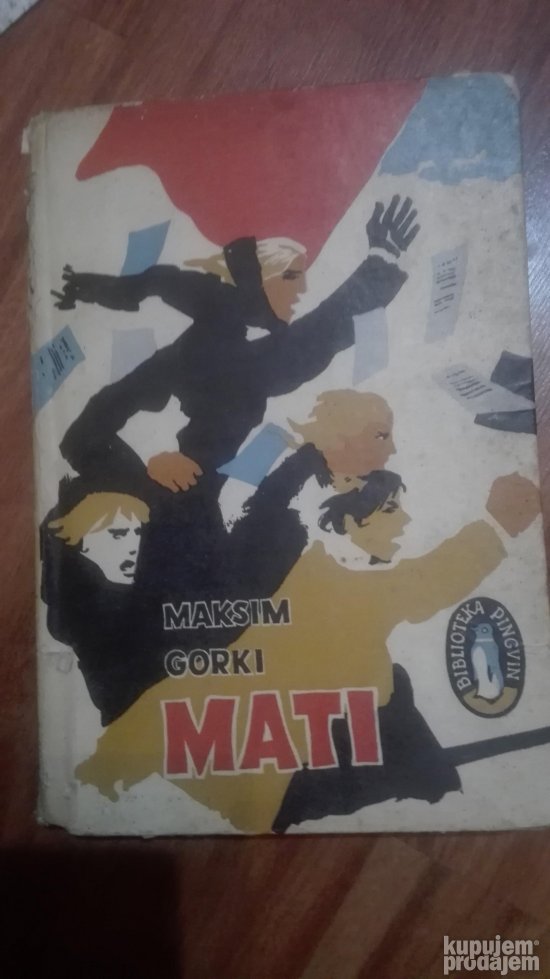 MAKSIM
GORKI
MATI
BIBLIOTEKA PINGVIN
kupujem
prodajem